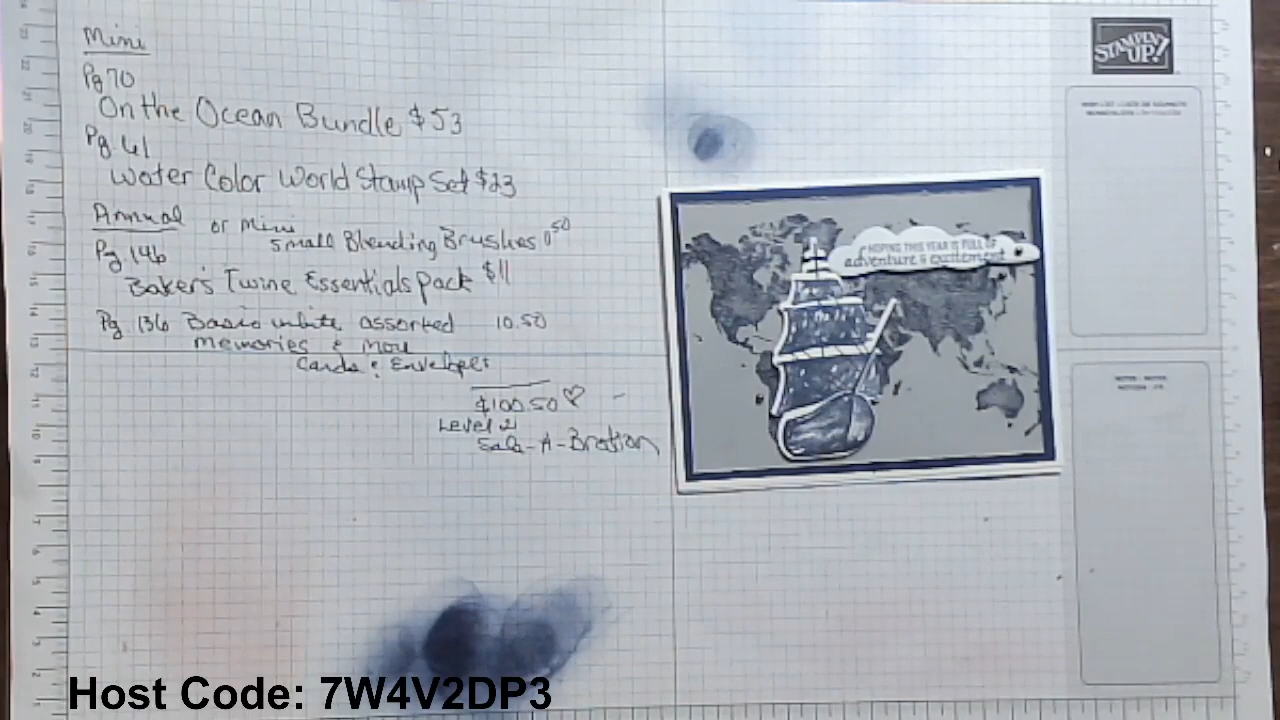 Mini
Pg 70
On the Ocean Bundle $53
Pg 61
Water Color World Stamp Set $23
Annual or Mini
Small Blending Brushes
Pg 146
Baker's Twine Essentials Pack $11
Pg 136 Basic white assorted 10.50
memories & More
Cards & Envelopes
$100.50
Level 2
Sale-A-Bration
STAMPIN' UP!
HOPING THIS YEAR IS FULL OF
adventure & excitement
Host Code: 7W4V2DP3